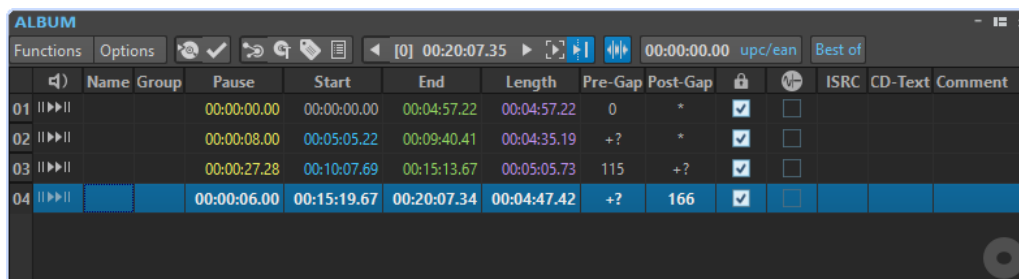 ALBUM
Functions Options [0] 00:20:07.35 00:00:00.00 upc/ean Best of
Name Group Pause Start End Length Pre-Gap Post-Gap ISRC CD-Text Comment
01 00:00:00.00 00:00:00.00 00:04:57.22 00:04:57.22 0 *
02 00:00:08.00 00:05:05.22 00:09:40.41 00:04:35.19 +? *
03 00:00:27.28 00:10:07.69 00:15:13.67 00:05:05.73 115 +?
04 00:00:06.00 00:15:19.67 00:20:07.34 00:04:47.42 +? 166